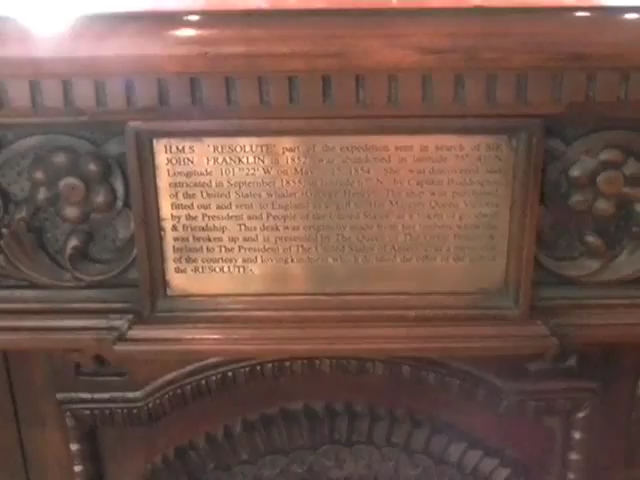 H.M.S. 'RESOLUTE' part of the expedition sent in search of SIR
JOHN FRANKLIN in 1852, was abandoned in latitude 74° 41' N
Longitude 101° 22' W on May 15, 1854. She was discovered and
extricated in September 1855, in latitude 67° N by Captain Buddington
of the United States Whaler
fitted out and sent to England as a gift to Her Majesty Queen Victoria
by the President and People of the United States as a token of goodwill
& friendship. This desk was made from her timbers when she
was broken up and is presented by The Queen of Great Britain &
Ireland to The President of The United States of America as a
of the courtesy and loving kindness which dictated the offer of the gift of
the 'RESOLUTE'.